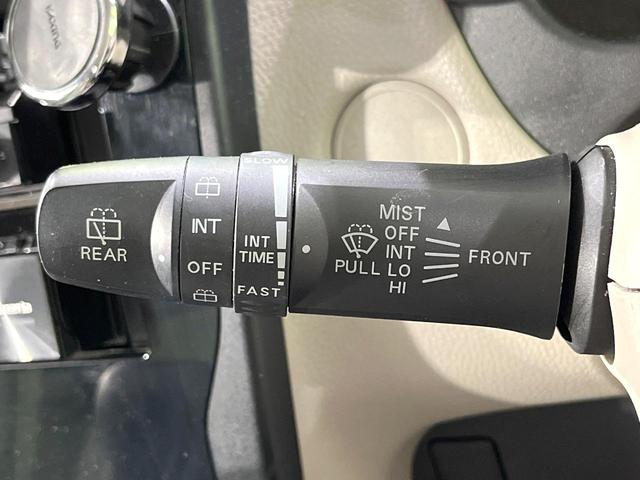 REAR
INT
OFF
SLOW
INT
TIME
FAST
MIST
OFF
INT
PULL LO
HI
FRONT